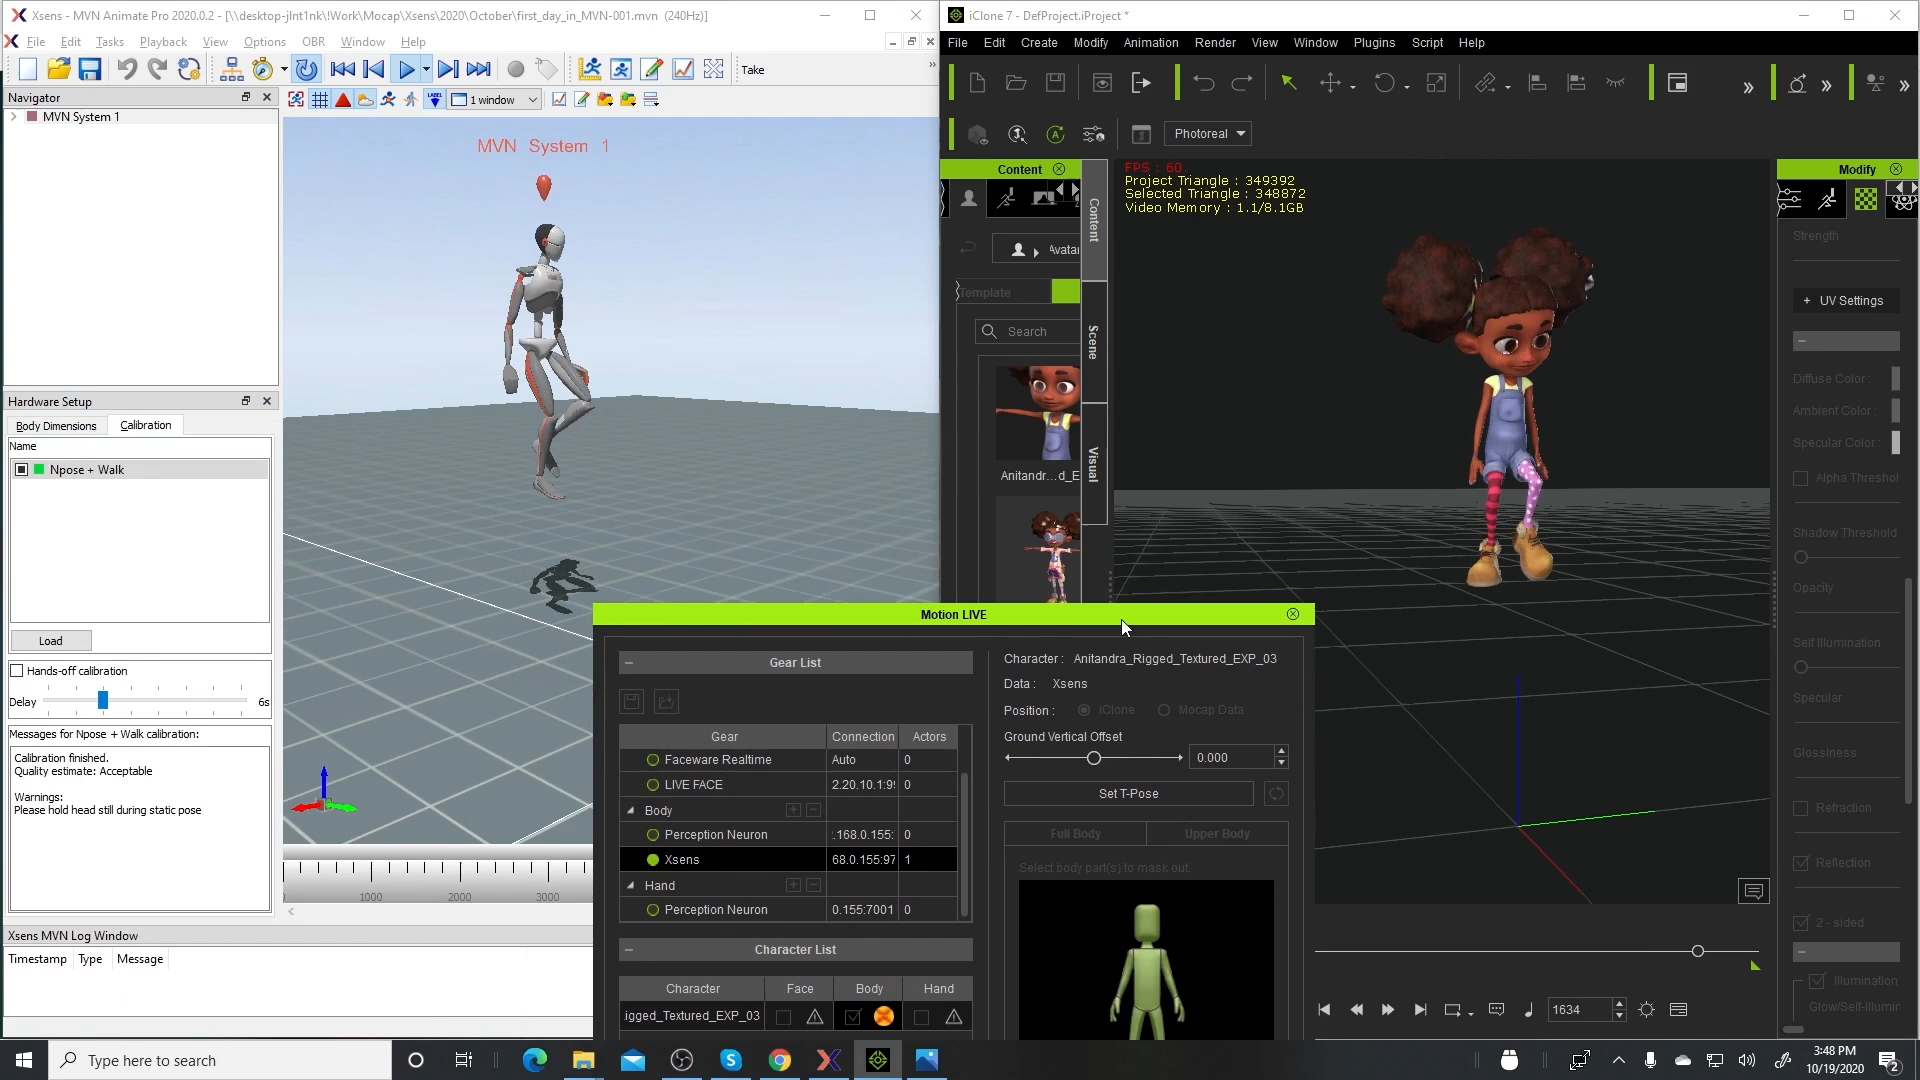 Xsens - MVN Animate Pro 2020.0.2 - [\\desktop-jlnt1nk\!Work\Mocap\Xsens\2020\October\first_day_in_MVN-001.mvn (240Hz)]
File Edit Tasks Playback View Options OBR Window Help
Take
Navigator
MVN System 1
LABEL
1 window
MVN System 1
Hardware Setup
Body Dimensions Calibration
Name
Npose + Walk
Load
Hands-off calibration
Delay 6s
Messages for Npose + Walk calibration:
Calibration finished.
Quality estimate: Acceptable
Warnings:
Please hold head still during static pose
1000 2000 3000
Xsens MVN Log Window
Timestamp Type Message
iClone 7 - DefProject.iProject *
File Edit Create Modify Animation Render View Window Plugins Script Help
Photoreal
Content
Avatar
Template
Search
Anitandr...d_E
Content
Scene
Visual
FPS : 60.
Project Triangle : 349392
Selected Triangle : 348872
Video Memory : 1.1/8.1GB
Modify
Strength
+ UV Settings
Diffuse Color :
Ambient Color :
Specular Color :
Alpha Threshol
Shadow Threshold
Opacity
Self Illumination
Specular
Glossiness
Refraction
Reflection
2 - sided
Illumination
Glow/Self-Illumir
1634
Motion LIVE
Gear List
Gear Connection Actors
Faceware Realtime Auto 0
LIVE FACE 2.20.10.1:9 0
Body
Perception Neuron :.168.0.155: 0
Xsens 68.0.155:97 1
Hand
Perception Neuron 0.155:7001 0
Character List
Character Face Body Hand
igged_Textured_EXP_03
Character : Anitandra_Rigged_Textured_EXP_03
Data : Xsens
Position : iClone Mocap Data
Ground Vertical Offset
0.000
Set T-Pose
Full Body Upper Body
Select body part(s) to mask out.
Type here to search
3:48 PM
10/19/2020
2